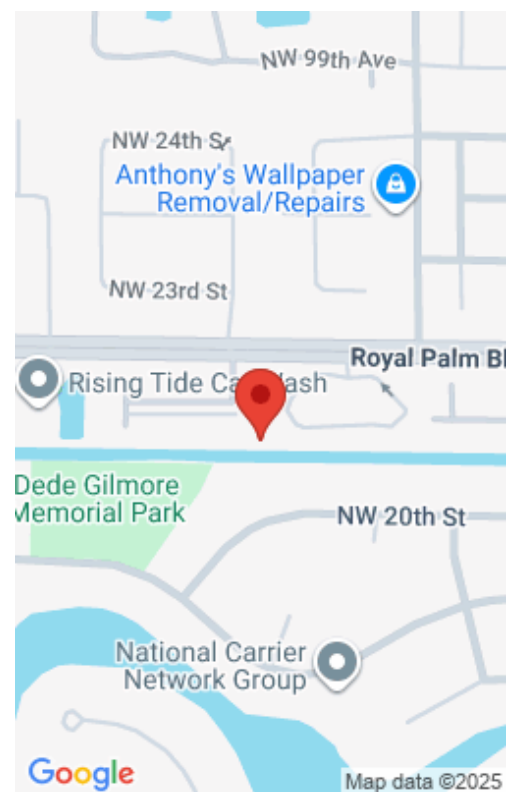 NW 99th Ave
NW 24th St
Anthony's Wallpaper
Removal/Repairs
NW 23rd St
Royal Palm Bl
Rising Tide Car Wash
Dede Gilmore
Memorial Park
NW 20th St
National Carrier
Network Group
Google
Map data ©2025